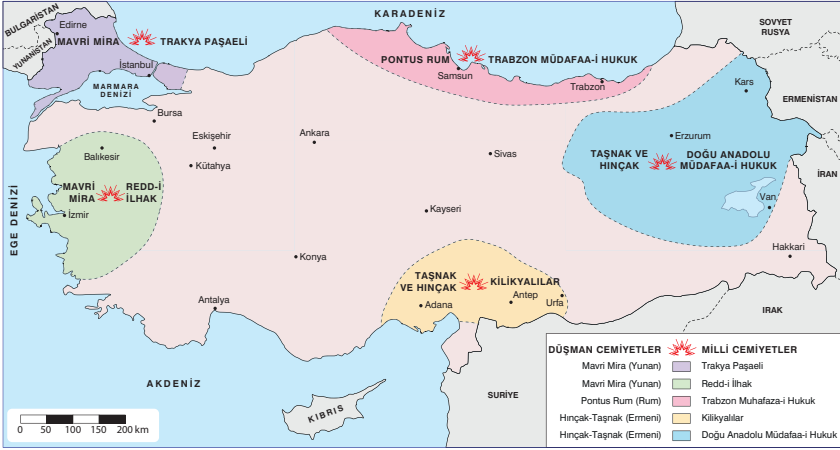 BULGARİSTAN
YUNANİSTAN
Edirne
MAVRİ MİRA
TRAKYA PAŞAELİ
İstanbul
MARMARA
DENİZİ
KARADENİZ
SOVYET
RUSYA
PONTUS RUM
TRABZON MÜDAFAA-İ HUKUK
Samsun
Trabzon
Kars
ERMENİSTAN
Bursa
Eskişehir
Ankara
Sivas
Erzurum
Balıkesir
Kütahya
TAŞNAK VE
HINÇAK
DOĞU ANADOLU
MÜDAFAA-İ HUKUK
İRAN
EGE DENİZİ
MAVRİ
MİRA
REDD-İ
İLHAK
İzmir
Kayseri
Van
Konya
Hakkari
TAŞNAK
VE HINÇAK
KİLİKYALILAR
Antep
Urfa
Adana
Antalya
IRAK
AKDENİZ
KIBRIS
SURİYE
0 50 100 150 200 km
DÜŞMAN CEMİYETLER MİLLİ CEMİYETLER
Mavri Mira (Yunan) Trakya Paşaeli
Mavri Mira (Yunan) Redd-i İlhak
Pontus Rum (Rum) Trabzon Muhafaza-i Hukuk
Hınçak-Taşnak (Ermeni) Kilikyalılar
Hınçak-Taşnak (Ermeni) Doğu Anadolu Müdafaa-i Hukuk